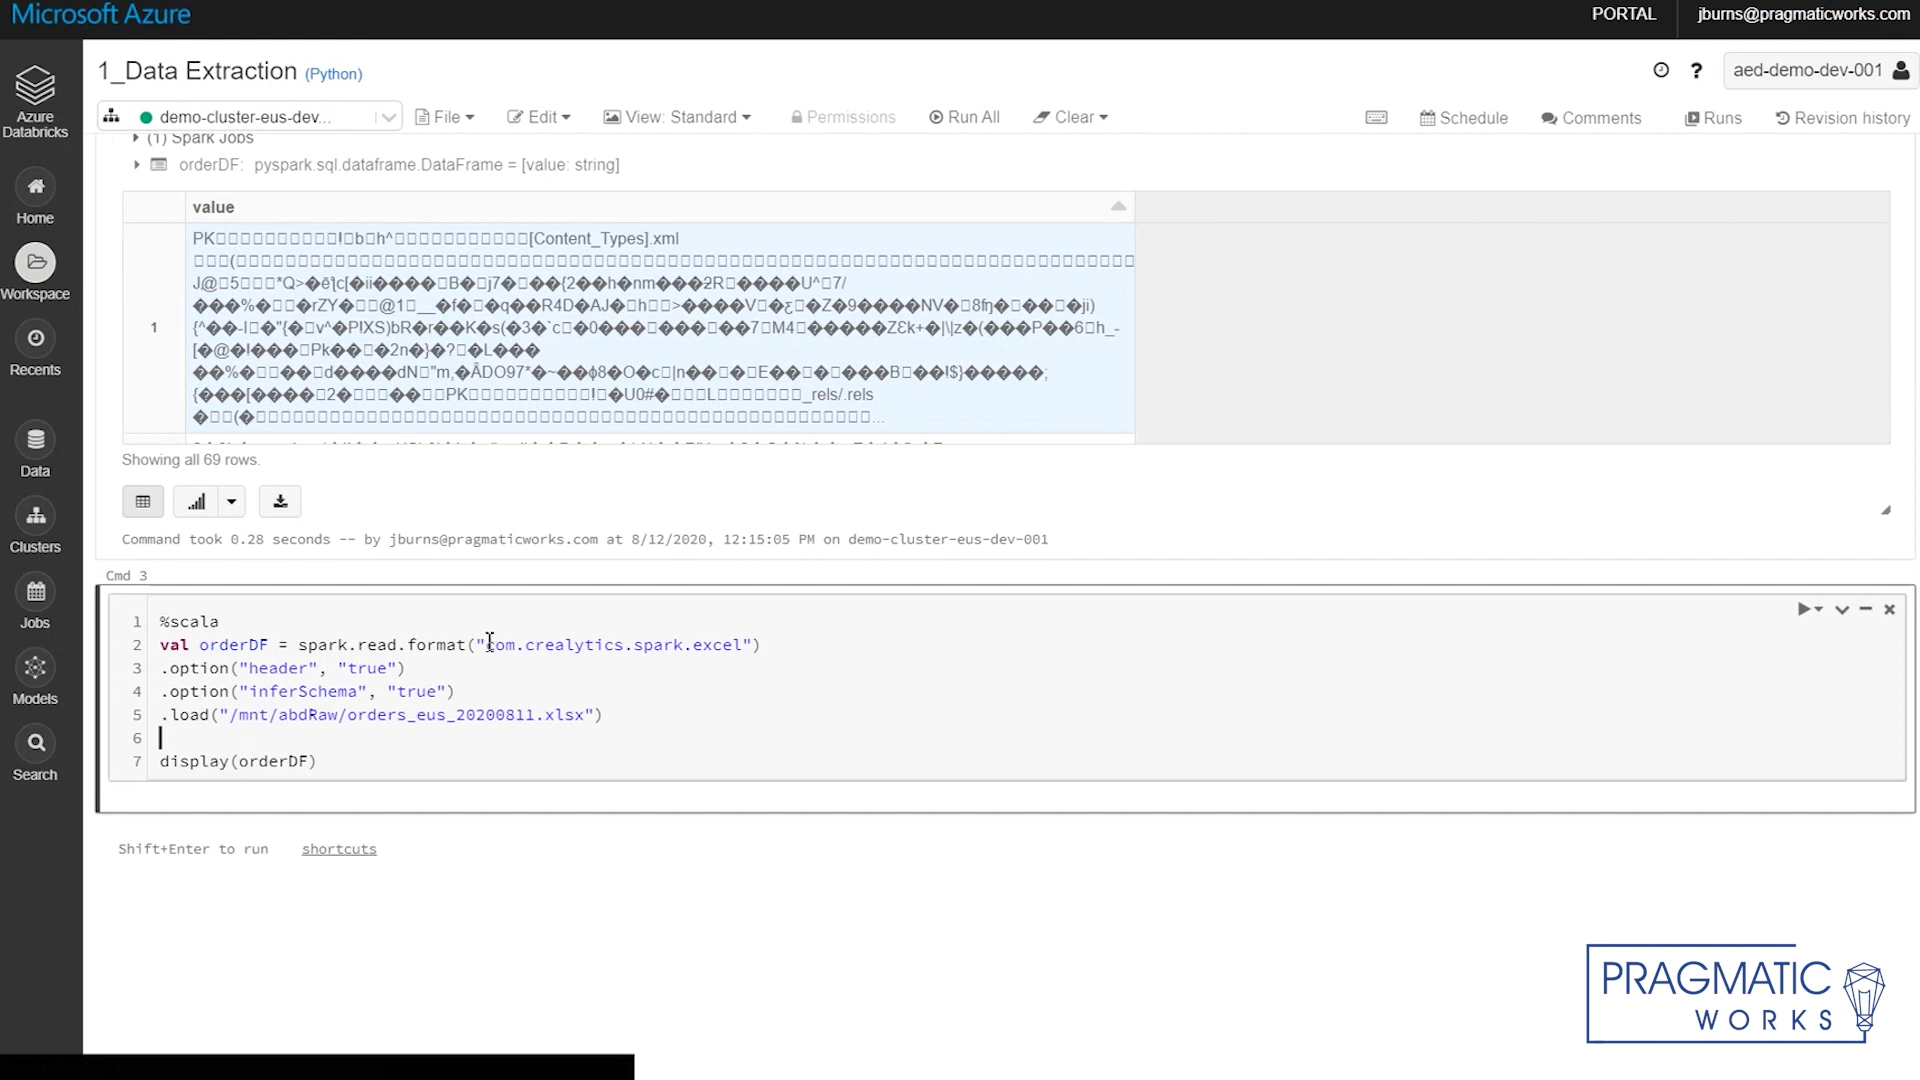 Microsoft Azure
PORTAL
jburns@pragmaticworks.com
1_Data Extraction (Python)
aed-demo-dev-001
demo-cluster-eus-dev...
File
Edit
View: Standard
Permissions
Run All
Clear
Schedule
Comments
Runs
Revision history
Azure
Databricks
Home
Workspace
Recents
Data
Clusters
Jobs
Models
Search
(1) Spark Jobs
orderDF: pyspark.sql.dataframe.DataFrame = [value: string]
value
1
[Content_Types].xml
_rels/.rels
Showing all 69 rows.
Command took 0.28 seconds -- by jburns@pragmaticworks.com at 8/12/2020, 12:15:05 PM on demo-cluster-eus-dev-001
Cmd 3
1 %scala
2 val orderDF = spark.read.format("com.crealytics.spark.excel")
3 .option("header", "true")
4 .option("inferSchema", "true")
5 .load("/mnt/abdRaw/orders_eus_20200811.xlsx")
6
7 display(orderDF)
Shift+Enter to run shortcuts
PRAGMATIC
WORKS